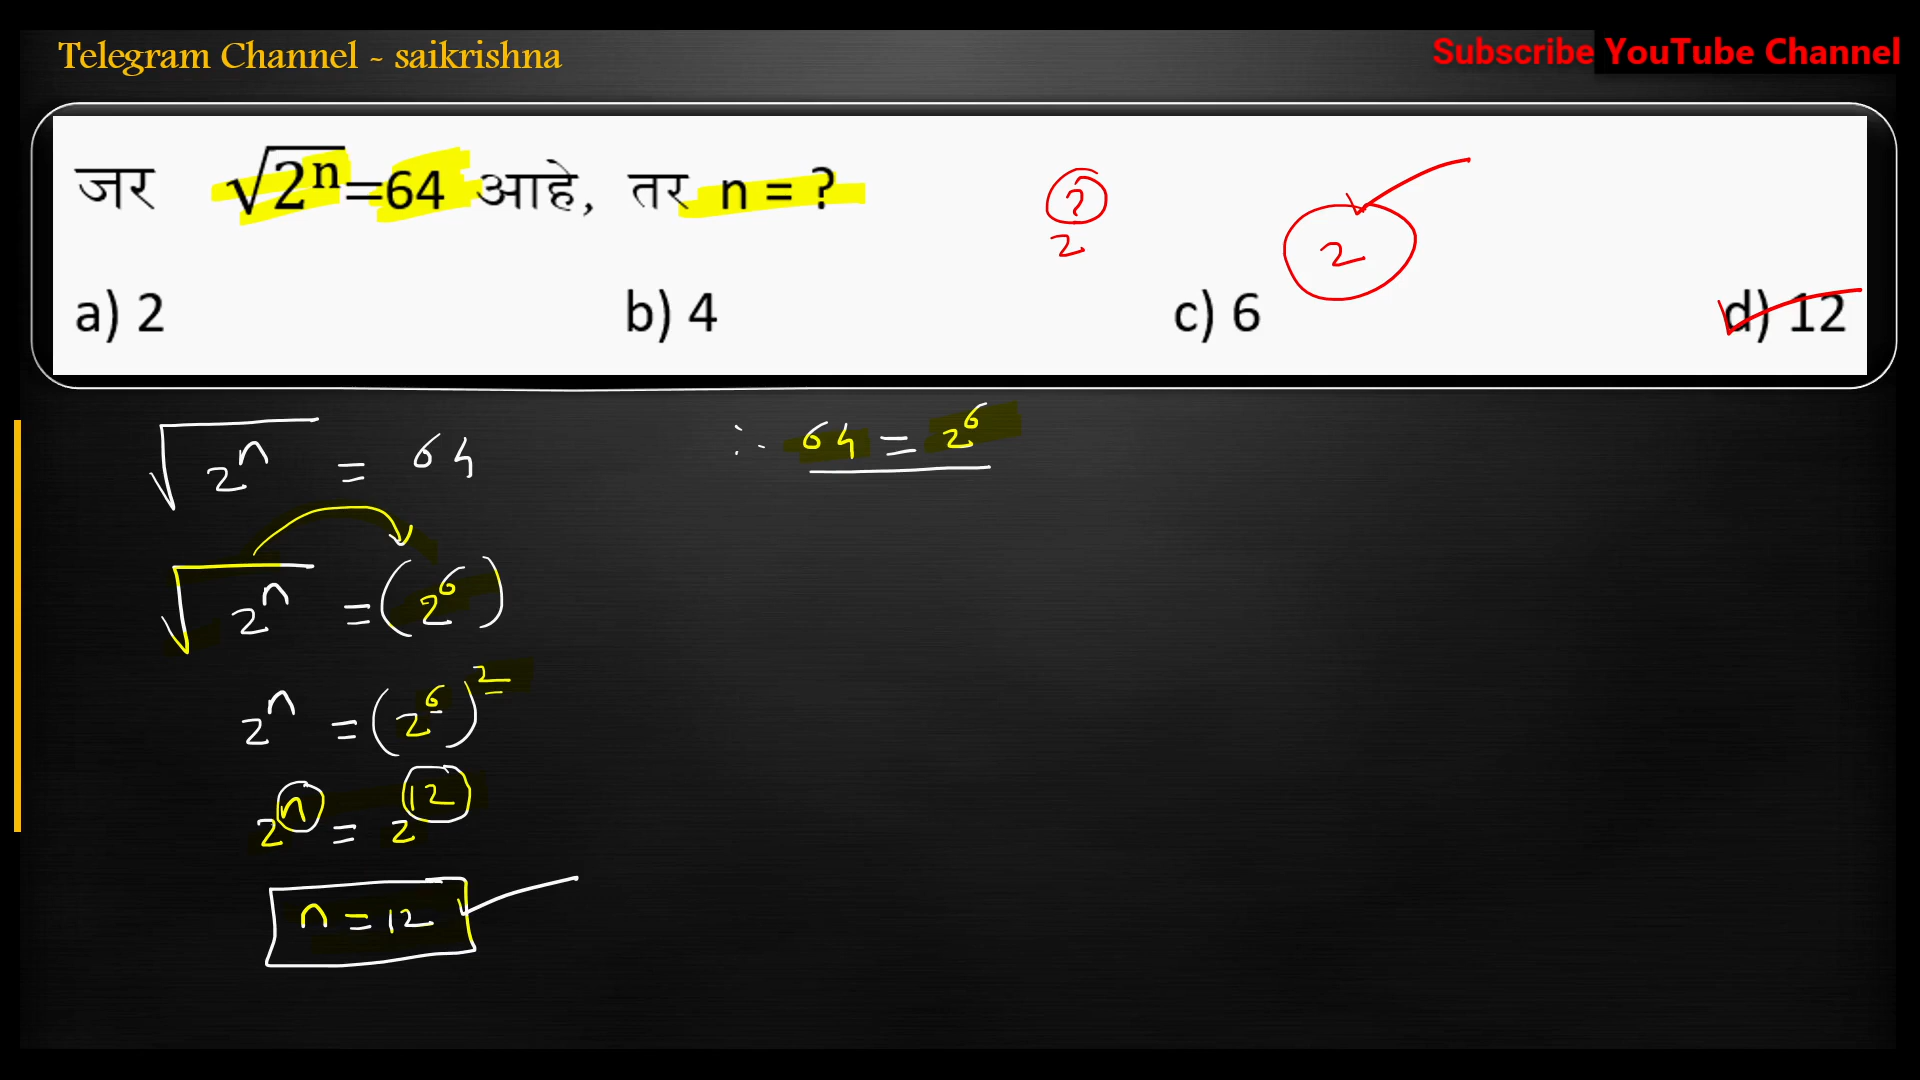 Telegram Channel - saikrishna
Subscribe YouTube Channel
जर √2ⁿ=64 आहे, तर n = ?
?
2
2
a) 2 b) 4 c) 6 d) 12
√2ⁿ = 64
∴ 64 = 2⁶
√2ⁿ = (2⁶)
2ⁿ = (2⁶)²
2ⁿ = 2¹²
n = 12